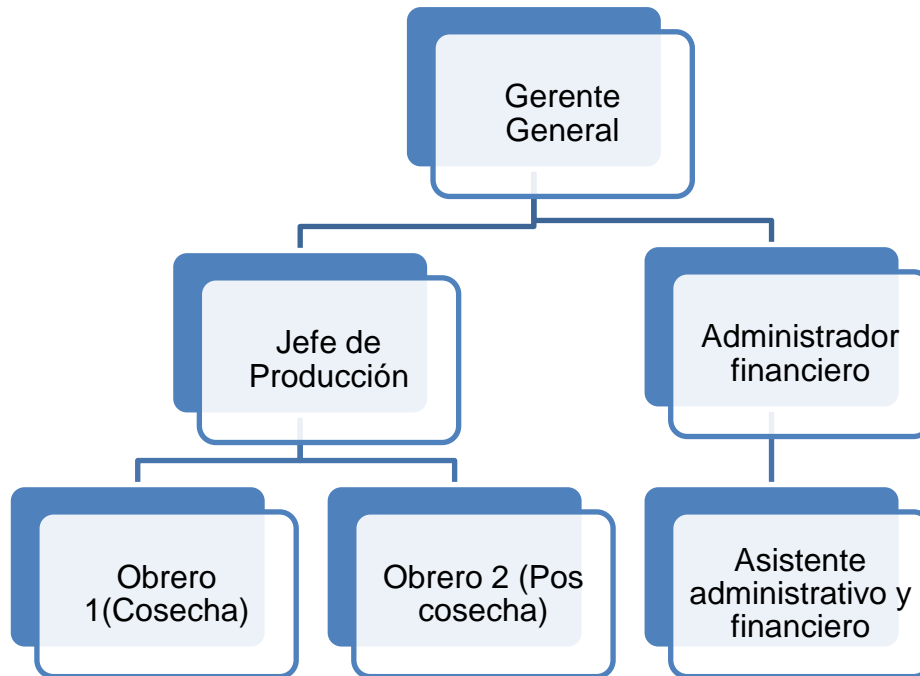 Gerente
General
Jefe de
Producción
Administrador
financiero
Obrero
1(Cosecha)
Obrero 2 (Pos
cosecha)
Asistente
administrativo y
financiero